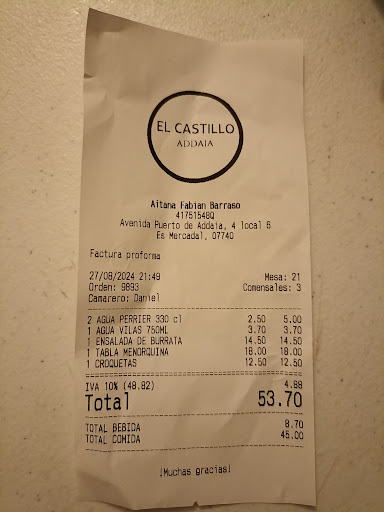 EL CASTILLO
ADDAIA
Aitana Fabian Barraso
41751548Q
Avenida Puerto de Addaia, 4 local 6
Es Mercadal, 07740
Factura proforma
27/08/2024 21:49 Mesa: 21
Orden: 9893 Comensales: 3
Camarero: Daniel
2 AGUA PERRIER 330 cl 2.50 5.00
1 AGUA VILAS 750ML 3.70 3.70
1 ENSALADA DE BURRATA 14.50 14.50
1 TABLA MENORQUINA 18.00 18.00
1 CROQUETAS 12.50 12.50
IVA 10% (48.82) 4.88
Total 53.70
TOTAL BEBIDA 8.70
TOTAL COMIDA 45.00
¡Muchas gracias!